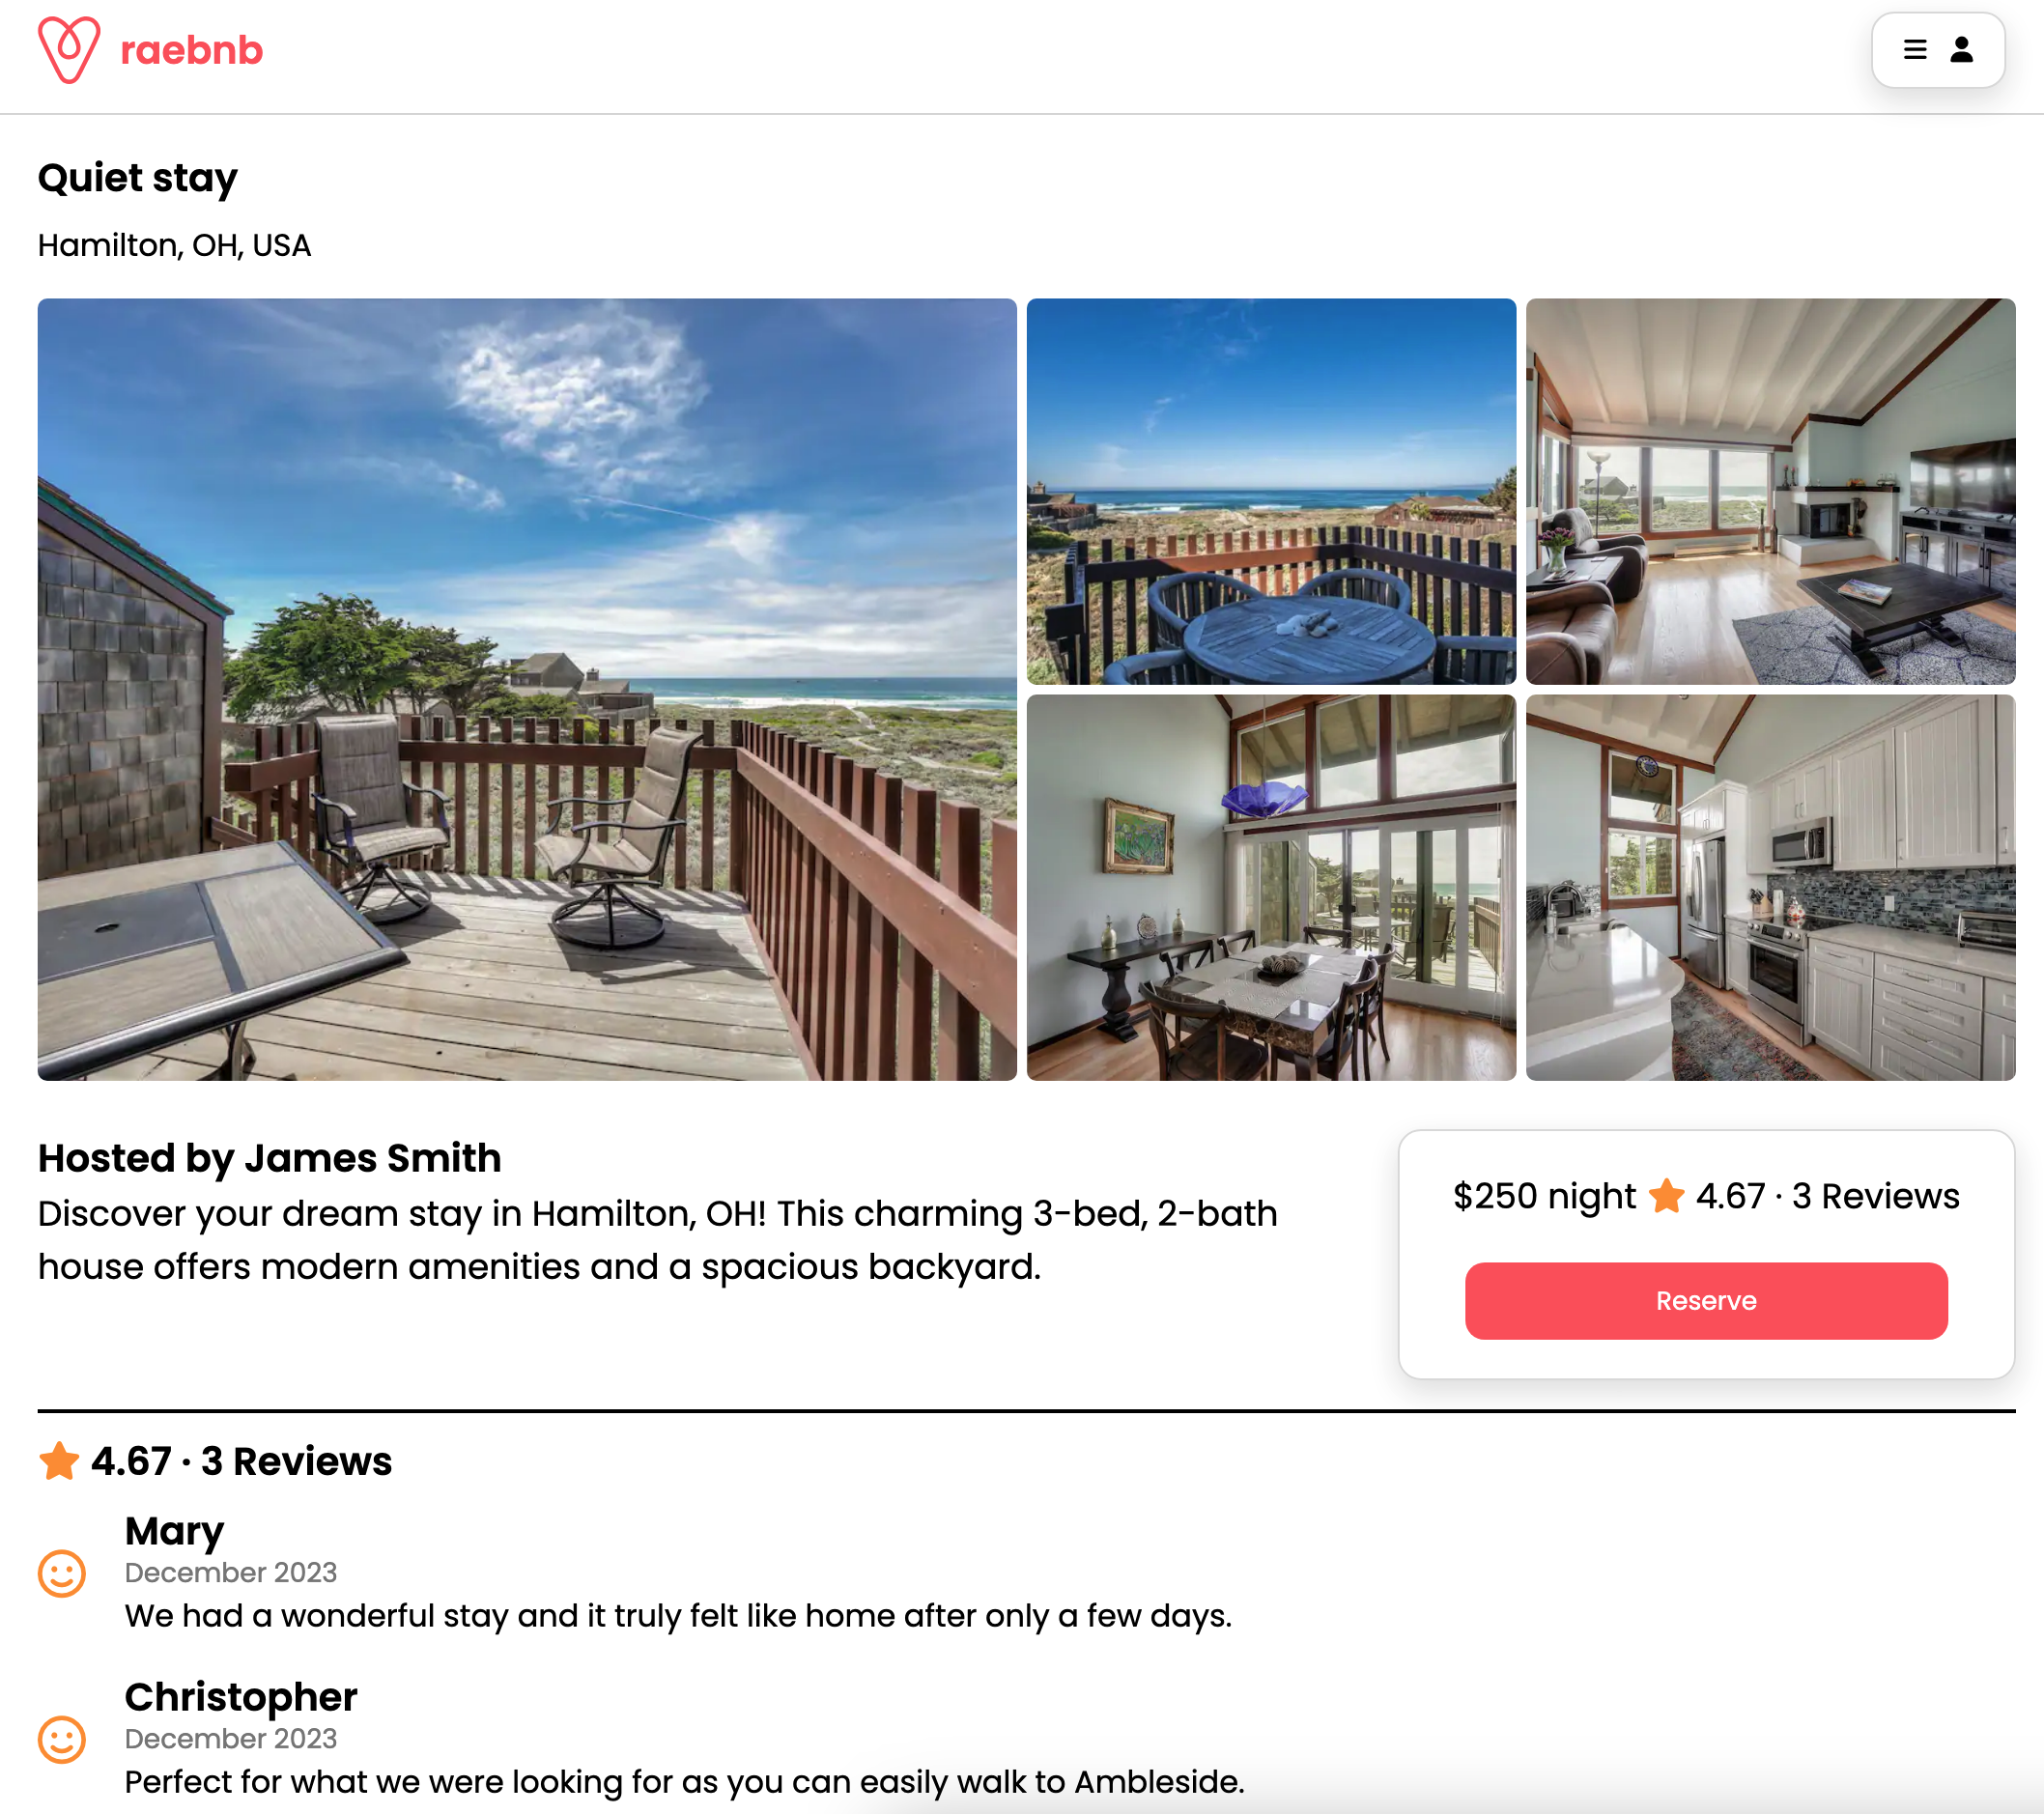 raebnb
Quiet stay
Hamilton, OH, USA
Hosted by James Smith
Discover your dream stay in Hamilton, OH! This charming 3-bed, 2-bath
house offers modern amenities and a spacious backyard.
$250 night 4.67 · 3 Reviews
Reserve
4.67 · 3 Reviews
Mary
December 2023
We had a wonderful stay and it truly felt like home after only a few days.
Christopher
December 2023
Perfect for what we were looking for as you can easily walk to Ambleside.